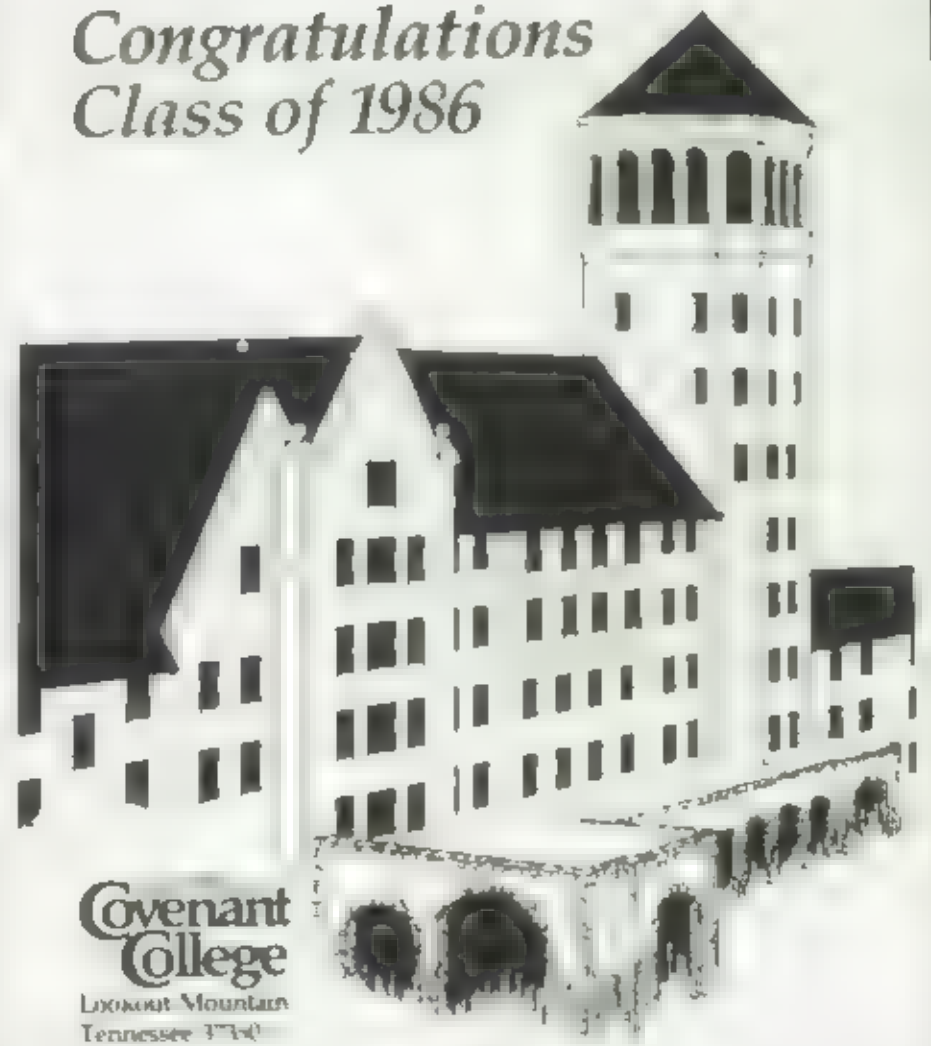 Congratulations
Class of 1986
Covenant
College
Lookout Mountain
Tennessee